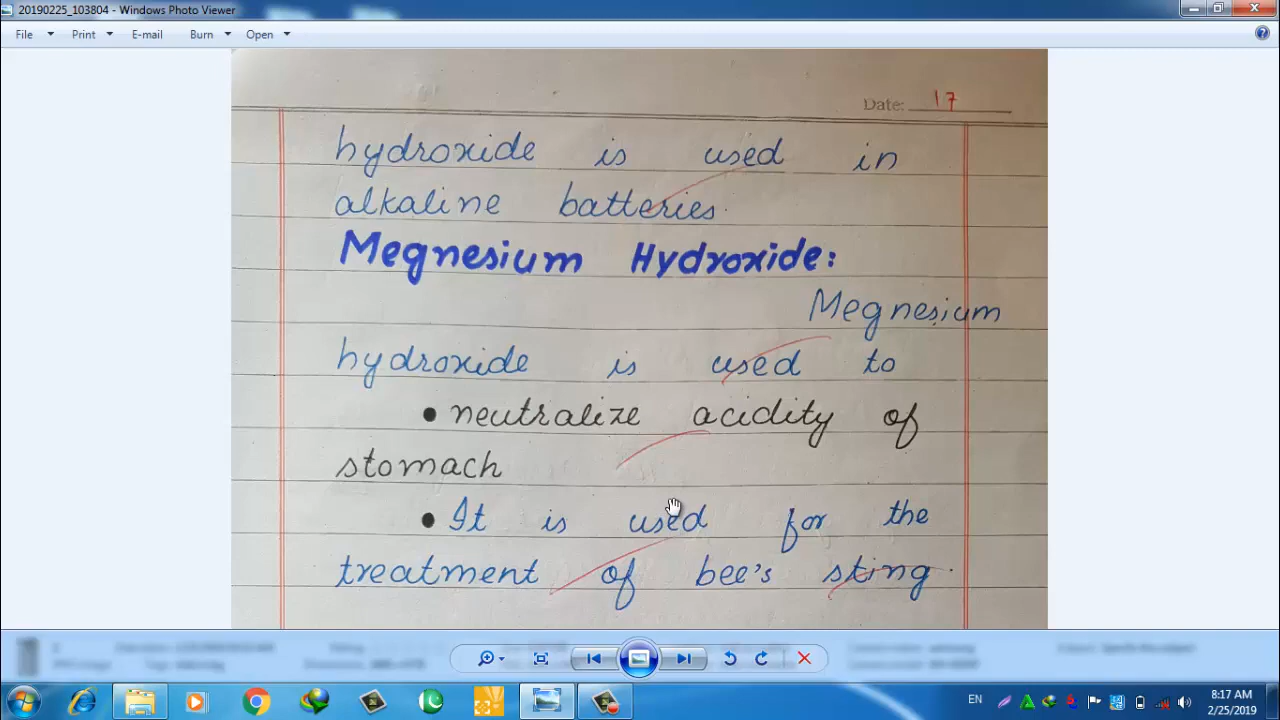 20190225_103804 - Windows Photo Viewer
File Print E-mail Burn Open
Date: 17
hydroxide is used in
alkaline batteries.
Megnesium Hydroxide:
Megnesium
hydroxide is used to
• neutralize acidity of
stomach
• It is used for the
treatment of bee's sting.
EN
8:17 AM
2/25/2019